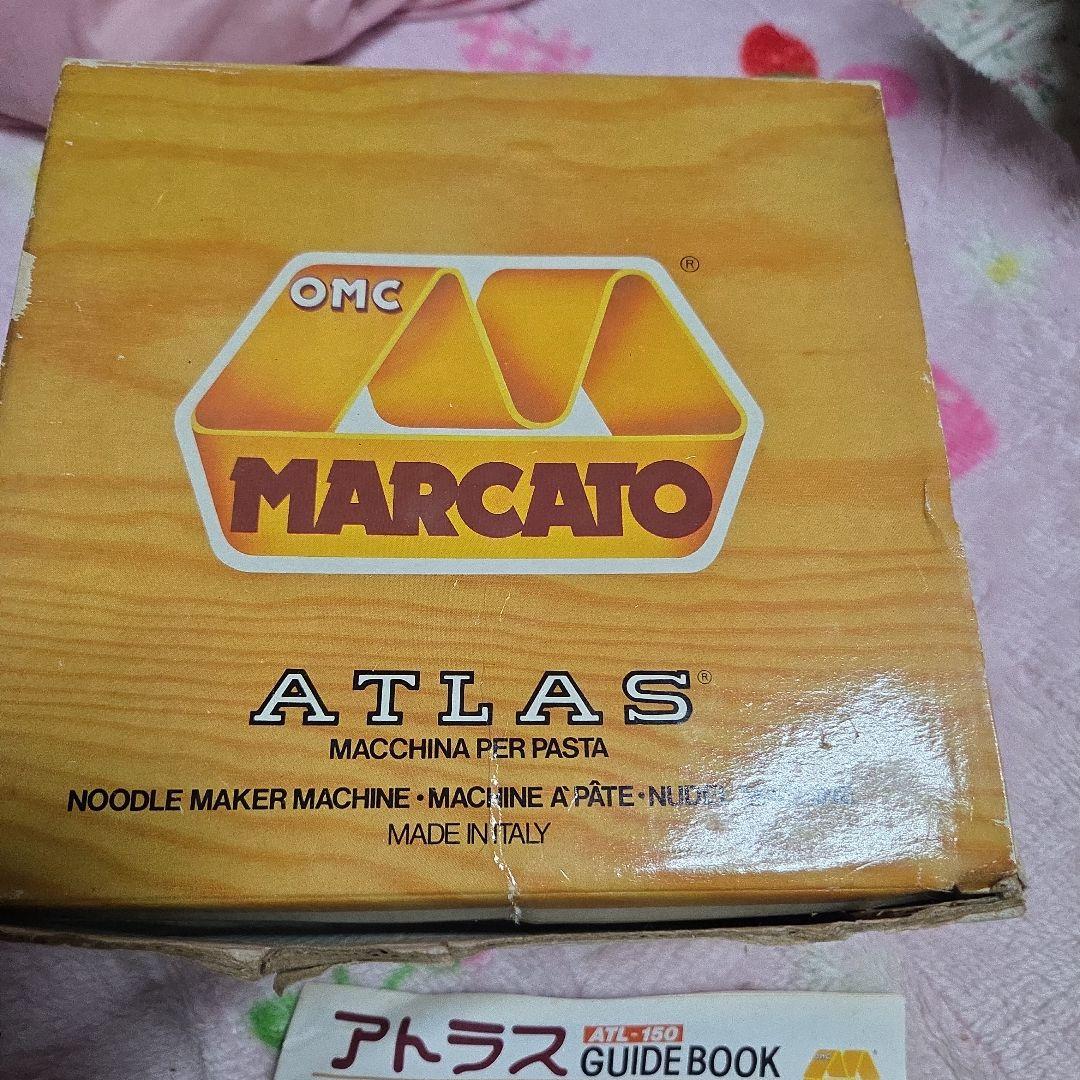 OMC
®
MARCATO
ATLAS®
MACCHINA PER PASTA
NOODLE MAKER MACHINE • MACHINE A PÂTE •
MADE IN ITALY
アトラス ATL-150
GUIDE BOOK
OMC